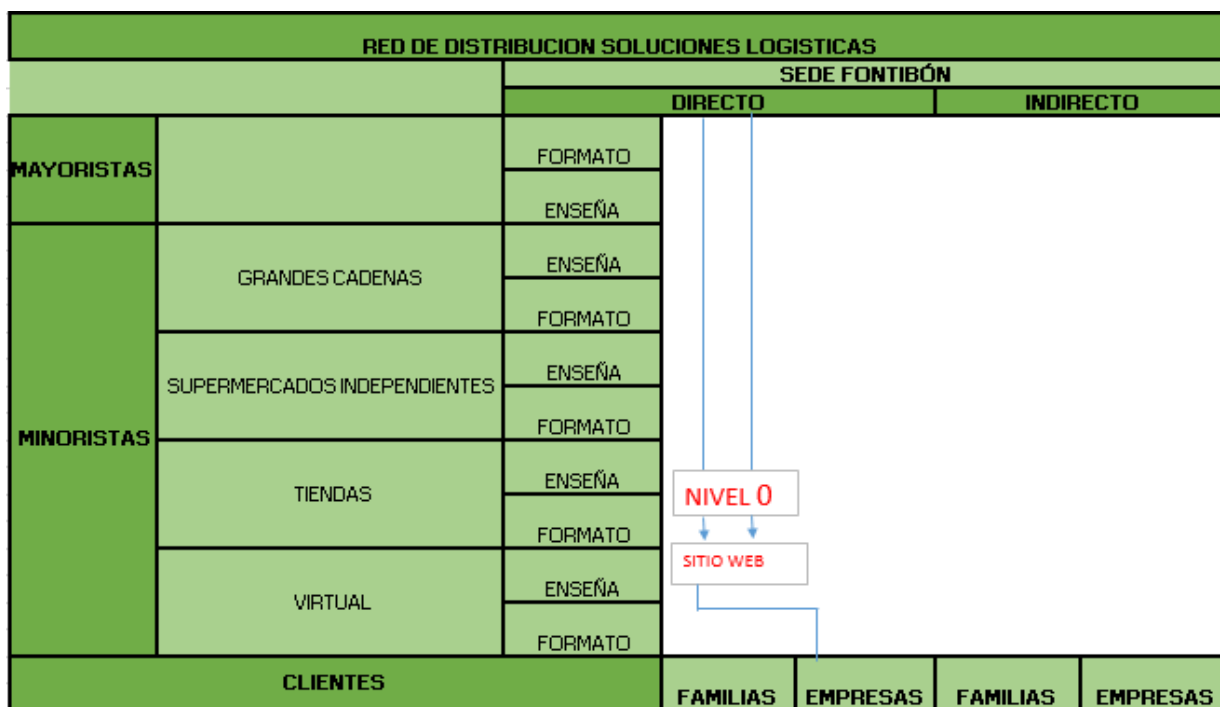 RED DE DISTRIBUCION SOLUCIONES LOGISTICAS
SEDE FONTIBÓN
DIRECTO INDIRECTO
MAYORISTAS
FORMATO
ENSEÑA
MINORISTAS
GRANDES CADENAS
ENSEÑA
FORMATO
SUPERMERCADOS INDEPENDIENTES
ENSEÑA
FORMATO
TIENDAS
ENSEÑA
FORMATO
NIVEL 0
SITIO WEB
VIRTUAL
ENSEÑA
FORMATO
CLIENTES
FAMILIAS EMPRESAS FAMILIAS EMPRESAS